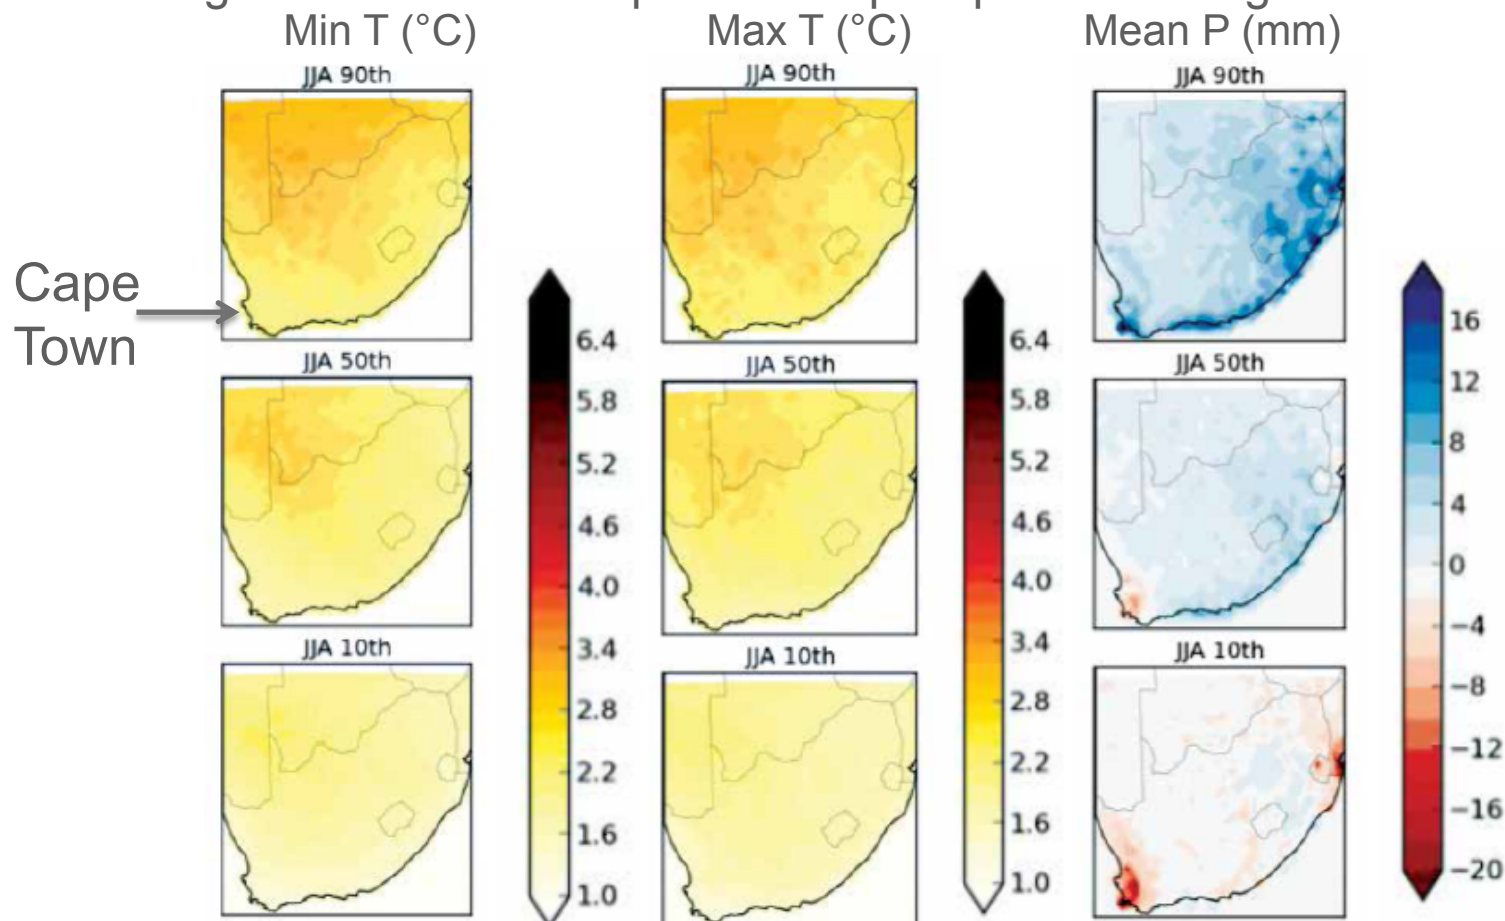 Min T (°C)
Max T (°C)
Mean P (mm)
JJA 90th
JJA 90th
JJA 90th
Cape
Town
6.4
5.8
5.2
4.6
4.0
3.4
2.8
2.2
1.6
1.0
6.4
5.8
5.2
4.6
4.0
3.4
2.8
2.2
1.6
1.0
16
12
8
4
0
−4
−8
−12
−16
−20
JJA 50th
JJA 50th
JJA 50th
JJA 10th
JJA 10th
JJA 10th